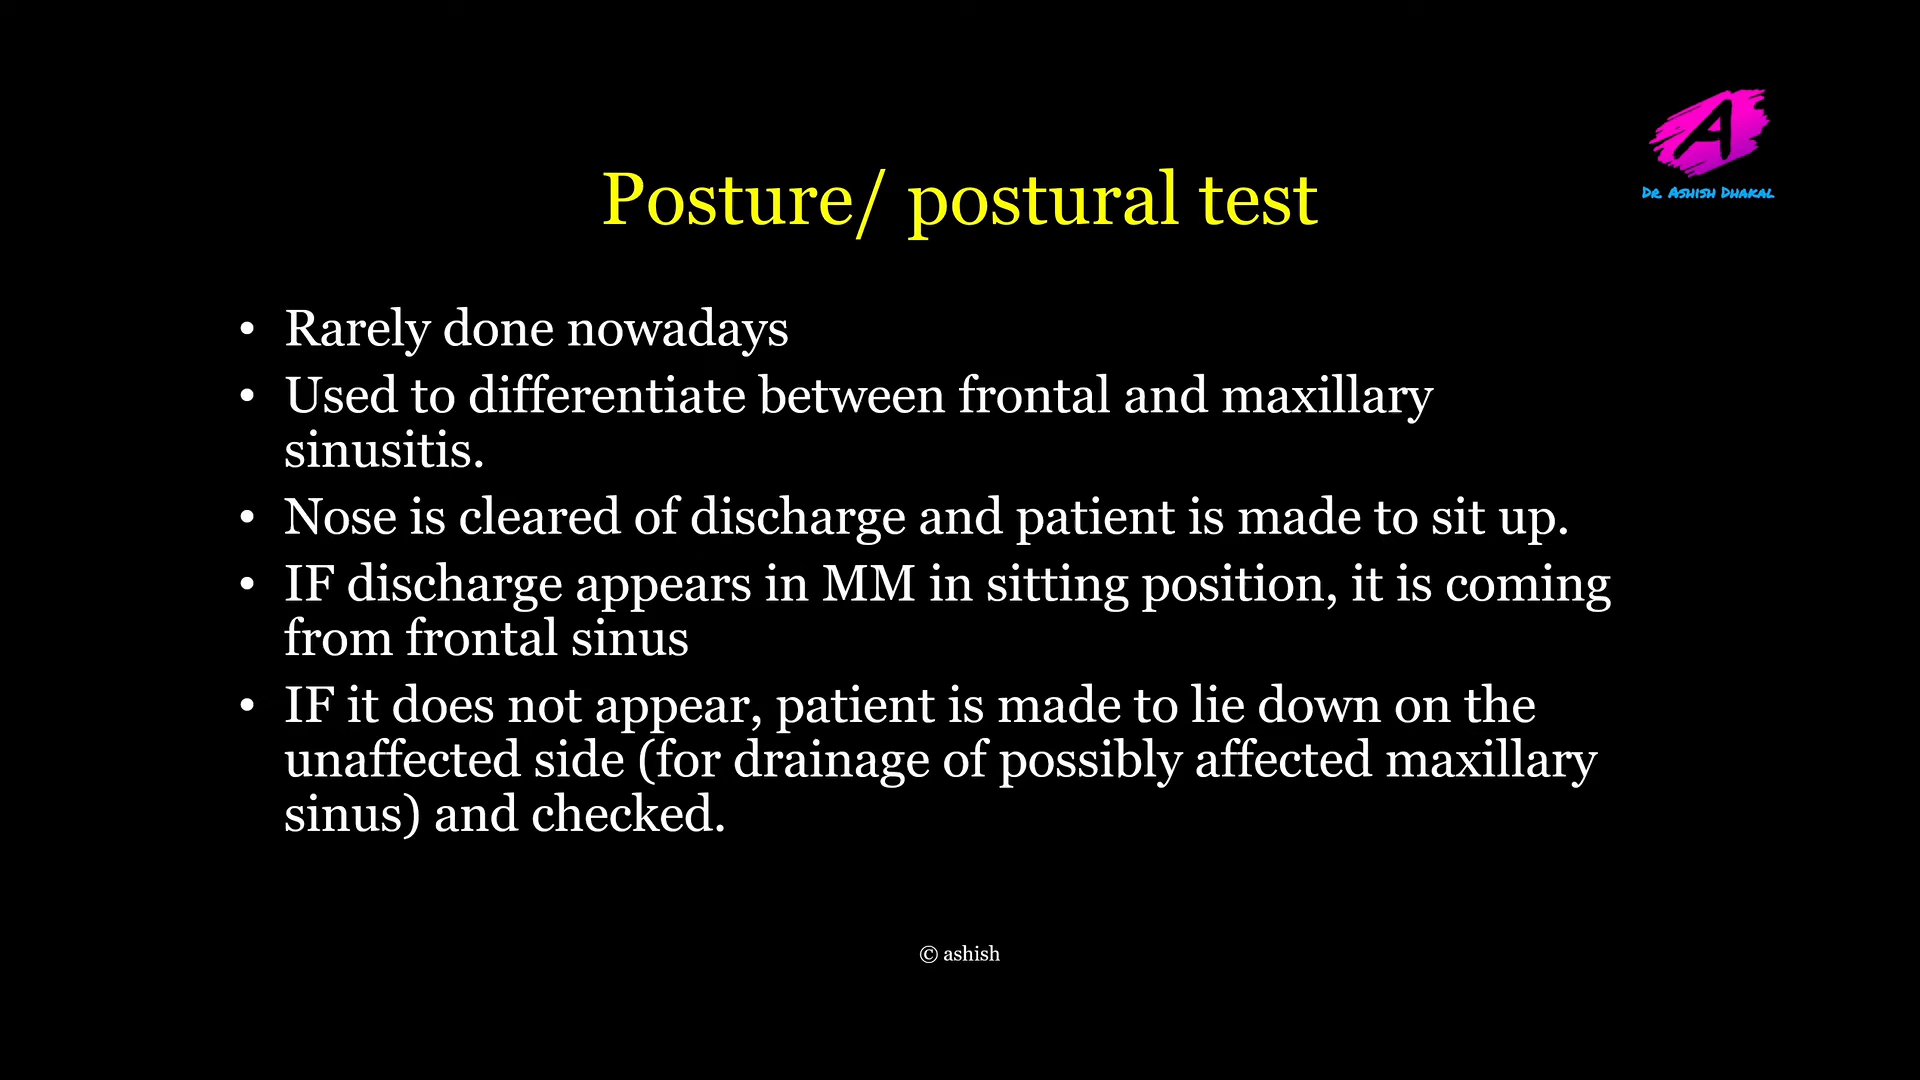 A
Dr. Ashish Dhakal
Posture/ postural test
• Rarely done nowadays
• Used to differentiate between frontal and maxillary
sinusitis.
• Nose is cleared of discharge and patient is made to sit up.
• IF discharge appears in MM in sitting position, it is coming
from frontal sinus
• IF it does not appear, patient is made to lie down on the
unaffected side (for drainage of possibly affected maxillary
sinus) and checked.
© ashish